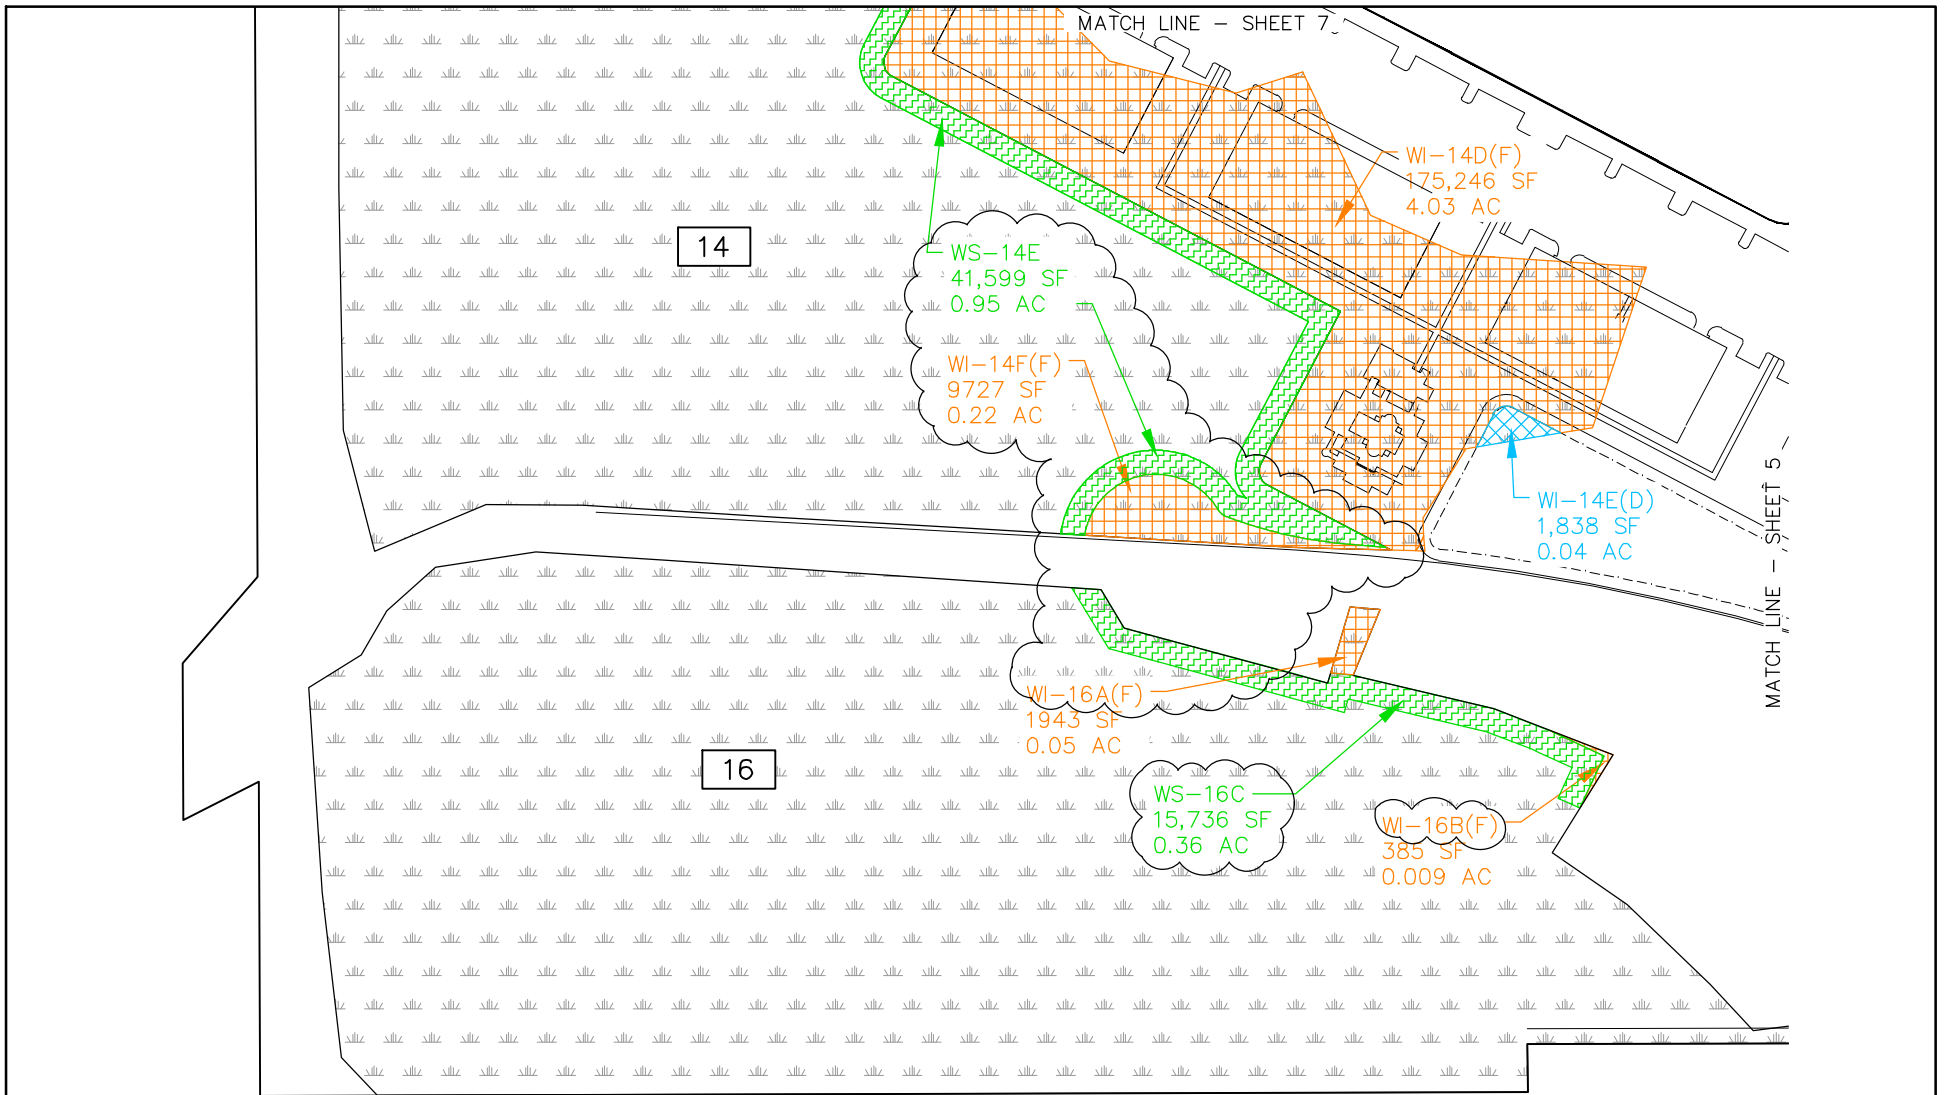 MATCH LINE - SHEET 7
WI-14D(F)
175,246 SF
4.03 AC
14
WS-14E
41,599 SF
0.95 AC
WI-14F(F)
9727 SF
0.22 AC
WI-14E(D)
1,838 SF
0.04 AC
MATCH LINE - SHEET 5
WI-16A(F)
1943 SF
0.05 AC
16
WS-16C
15,736 SF
0.36 AC
WI-16B(F)
385 SF
0.009 AC